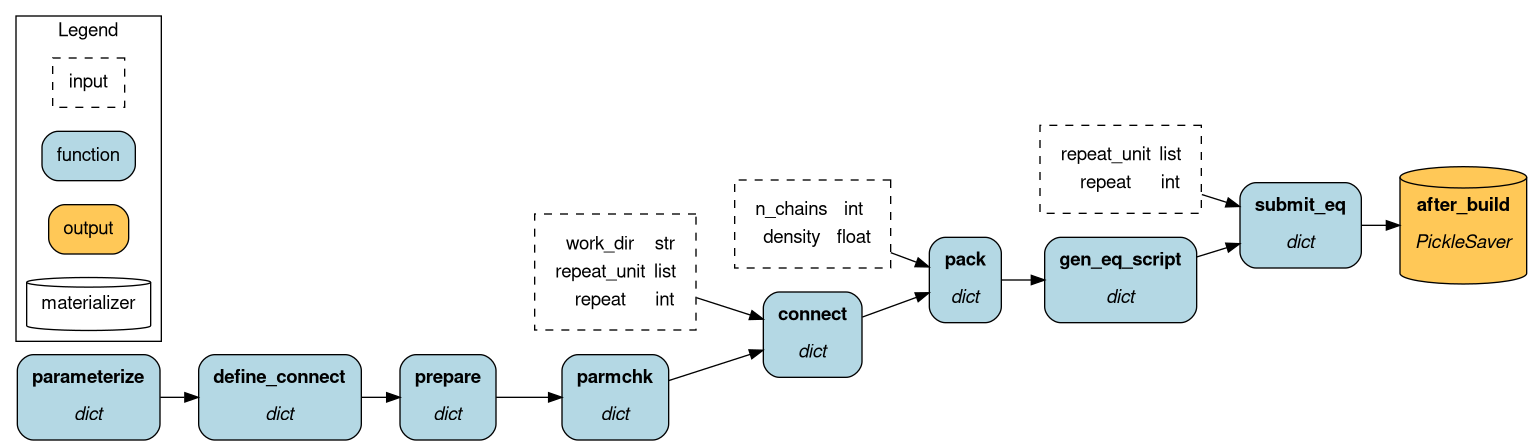 Legend
input
function
output
materializer
parameterize
dict
define_connect
dict
prepare
dict
parmchk
dict
work_dir str
repeat_unit list
repeat int
connect
dict
n_chains int
density float
pack
dict
gen_eq_script
dict
repeat_unit list
repeat int
submit_eq
dict
after_build
PickleSaver